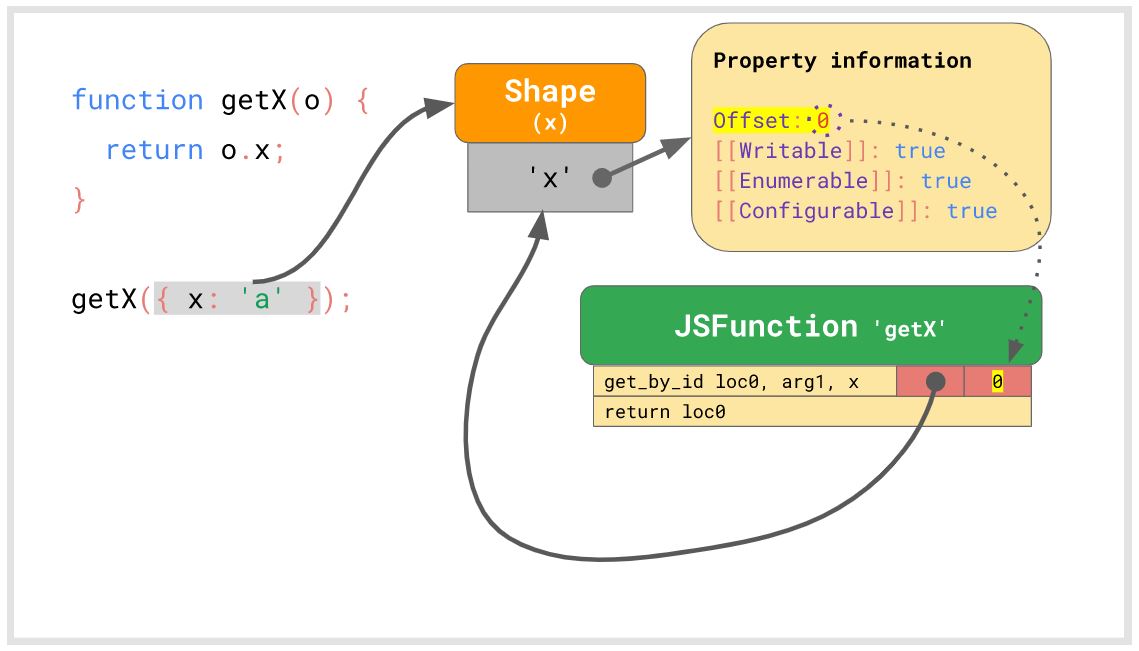 function getX(o) {
return o.x;
}
getX({ x: 'a' });
Shape
(x)
'x'
Property information
Offset: 0
[[Writable]]: true
[[Enumerable]]: true
[[Configurable]]: true
JSFunction 'getX'
get_by_id loc0, arg1, x
0
return loc0